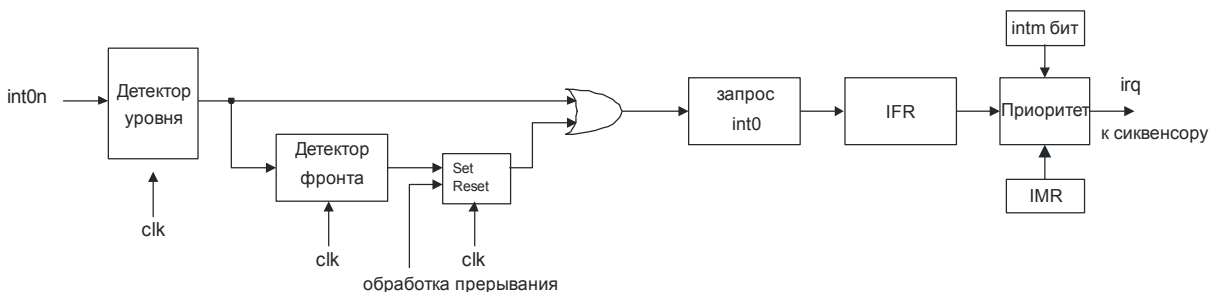 intm бит
int0n
Детектор
уровня
запрос
int0
IFR
Приоритет
irq
к сиквенсору
Детектор
фронта
Set
Reset
IMR
clk
clk
clk
обработка прерывания